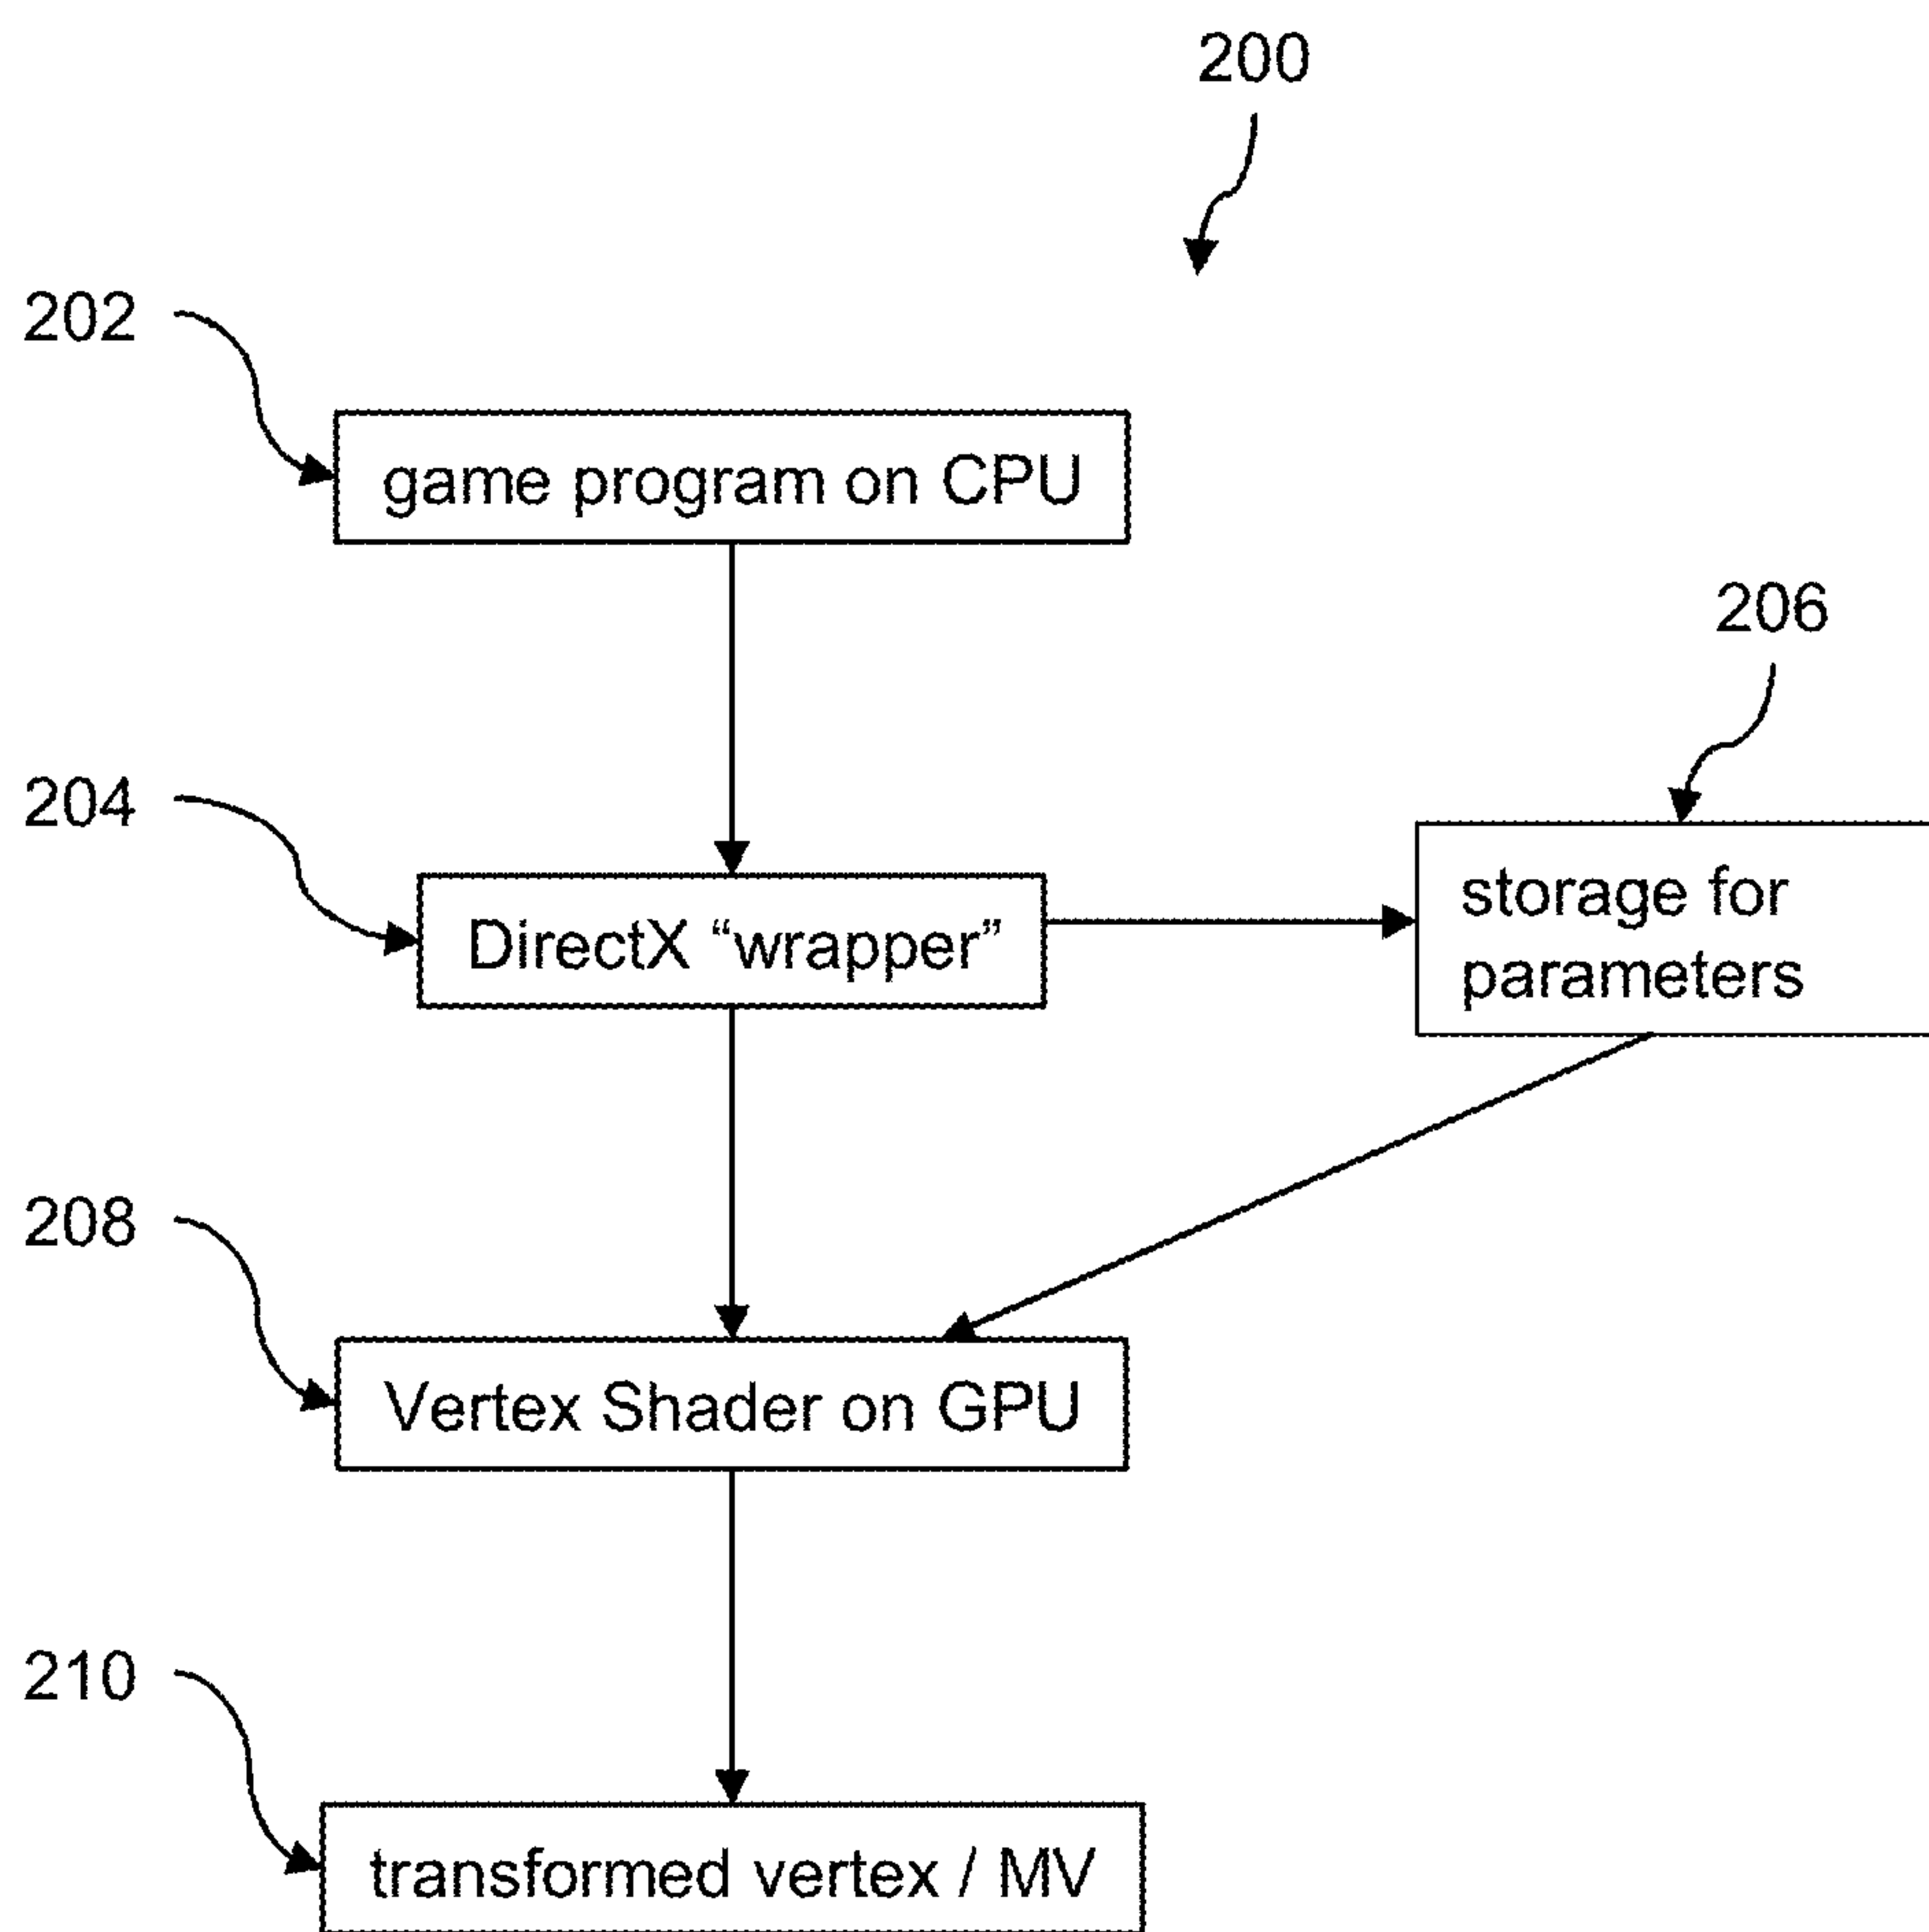 200
202
game program on CPU
206
204
storage for
parameters
DirectX “wrapper”
208
Vertex Shader on GPU
210
transformed vertex / MV